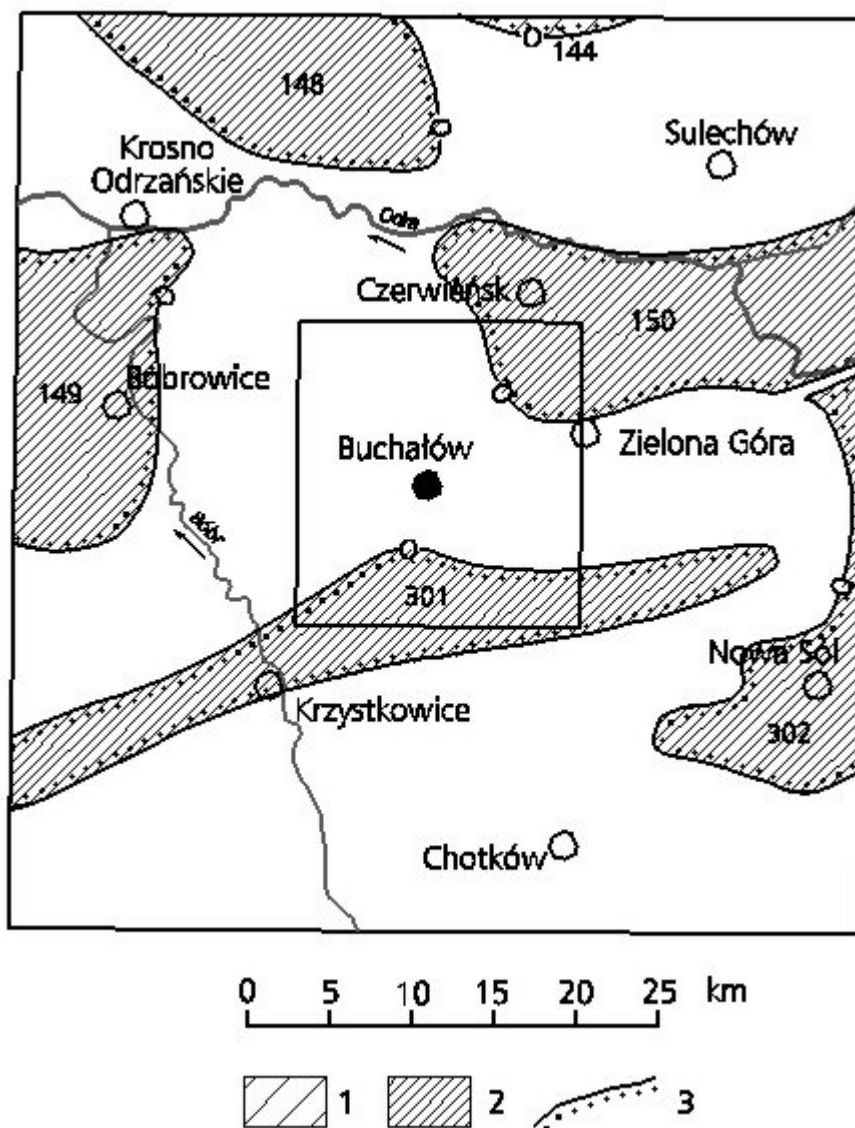 144
148
Sulechów
Krosno
Odrzańskie
Odra
Czerwieńsk
150
149
Bobrowice
Zielona Góra
Buchałów
Bóbr
301
Nowa Sól
Krzystkowice
302
Chotków
0 5 10 15 20 25 km
1 2 3